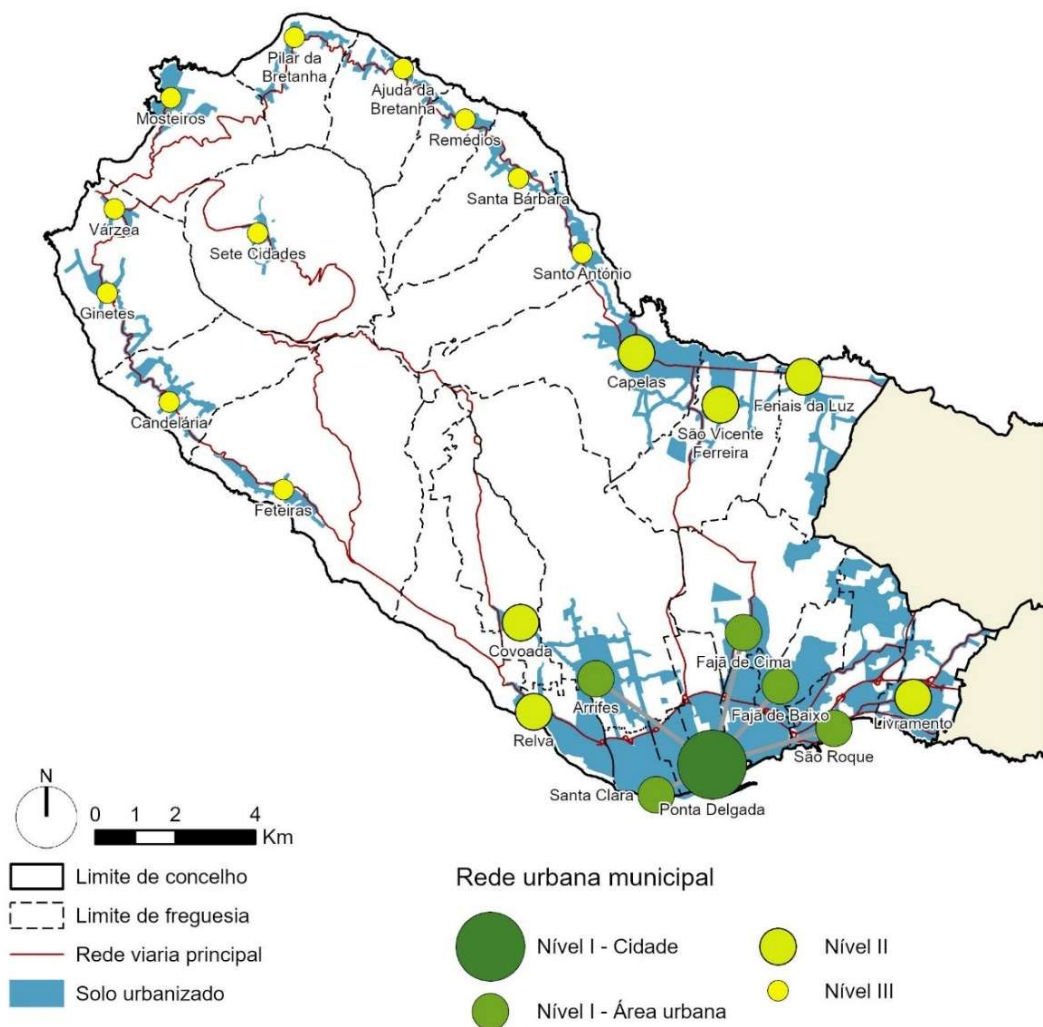 Pilar da
Bretanha
Ajuda da
Bretanha
Mosteiros
Remédios
Santa Bárbara
Várzea
Sete Cidades
Santo António
Ginetes
Capelas
Fenais da Luz
São Vicente
Ferreira
Candelária
Feteiras
Covoada
Fajã de Cima
Arrifes
Fajã de Baixo
Livramento
Relva
São Roque
Santa Clara
Ponta Delgada
N
0 1 2 4
Km
Limite de concelho
Limite de freguesia
Rede viaria principal
Solo urbanizado
Rede urbana municipal
Nível I - Cidade
Nível II
Nível I - Área urbana
Nível III